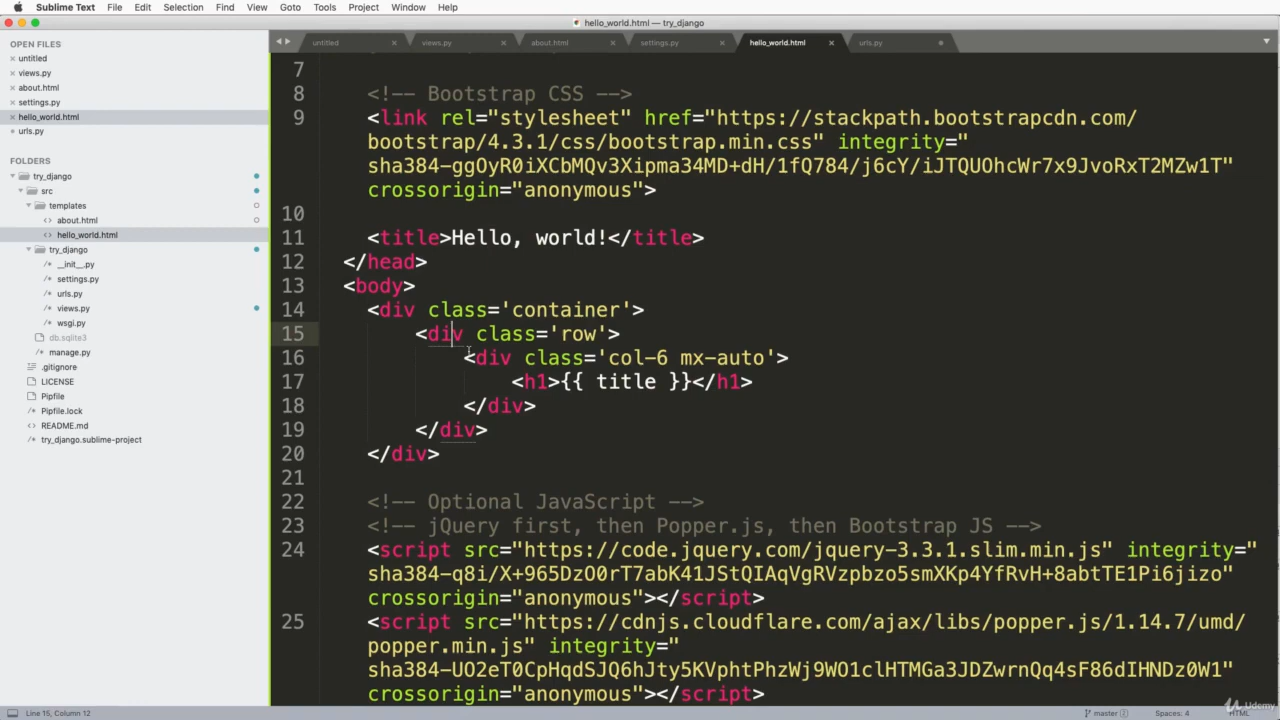 Sublime Text File Edit Selection Find View Goto Tools Project Window Help
hello_world.html — try_django
OPEN FILES
untitled
views.py
about.html
settings.py
hello_world.html
urls.py
FOLDERS
try_django
src
templates
<> about.html
<> hello_world.html
try_django
/* __init__.py
/* settings.py
/* urls.py
/* views.py
/* wsgi.py
db.sqlite3
/* manage.py
.gitignore
LICENSE
Pipfile
Pipfile.lock
README.md
try_django.sublime-project
untitled views.py about.html settings.py hello_world.html urls.py
7
8 <!-- Bootstrap CSS -->
9 <link rel="stylesheet" href="https://stackpath.bootstrapcdn.com/
bootstrap/4.3.1/css/bootstrap.min.css" integrity="
sha384-ggOyR0iXCbMQv3Xipma34MD+dH/1fQ784/j6cY/iJTQUOhcWr7x9JvoRxT2MZw1T"
crossorigin="anonymous">
10
11 <title>Hello, world!</title>
12 </head>
13 <body>
14 <div class='container'>
15 <div class='row'>
16 <div class='col-6 mx-auto'>
17 <h1>{{ title }}</h1>
18 </div>
19 </div>
20 </div>
21
22 <!-- Optional JavaScript -->
23 <!-- jQuery first, then Popper.js, then Bootstrap JS -->
24 <script src="https://code.jquery.com/jquery-3.3.1.slim.min.js" integrity="
sha384-q8i/X+965DzO0rT7abK41JStQIAqVgRVzpbzo5smXKp4YfRvH+8abtTE1Pi6jizo"
crossorigin="anonymous"></script>
25 <script src="https://cdnjs.cloudflare.com/ajax/libs/popper.js/1.14.7/umd/
popper.min.js" integrity="
sha384-UO2eT0CpHqdSJQ6hJty5KVphtPhzWj9WO1clHTMGa3JDZwrnQq4sF86dIHNDz0W1"
crossorigin="anonymous"></script>
Line 15, Column 12
master
Spaces: 4
HTML
Udemy